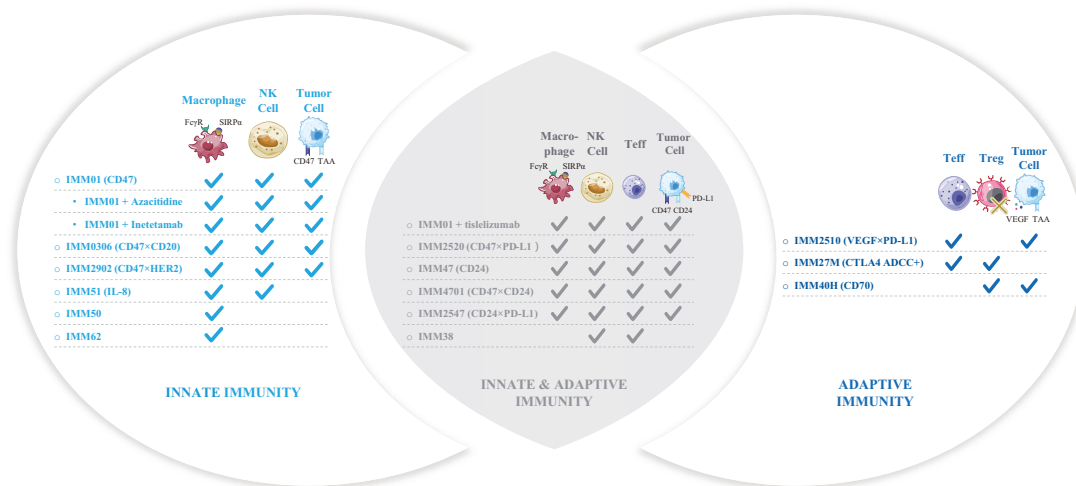 Macrophage
NK
Cell
Tumor
Cell
FcγR
SIRPα
CD47 TAA
IMM01 (CD47)
• IMM01 + Azacitidine
• IMM01 + Inetetamab
IMM0306 (CD47×CD20)
IMM2902 (CD47×HER2)
IMM51 (IL-8)
IMM50
IMM62
INNATE IMMUNITY
Macro-
phage
NK
Cell
Teff
Tumor
Cell
FcγR
SIRPα
PD-L1
CD47 CD24
IMM01 + tislelizumab
IMM2520 (CD47×PD-L1 )
IMM47 (CD24)
IMM4701 (CD47×CD24)
IMM2547 (CD24×PD-L1)
IMM38
INNATE & ADAPTIVE
IMMUNITY
Teff
Treg
Tumor
Cell
VEGF TAA
IMM2510 (VEGF×PD-L1)
IMM27M (CTLA4 ADCC+)
IMM40H (CD70)
ADAPTIVE
IMMUNITY